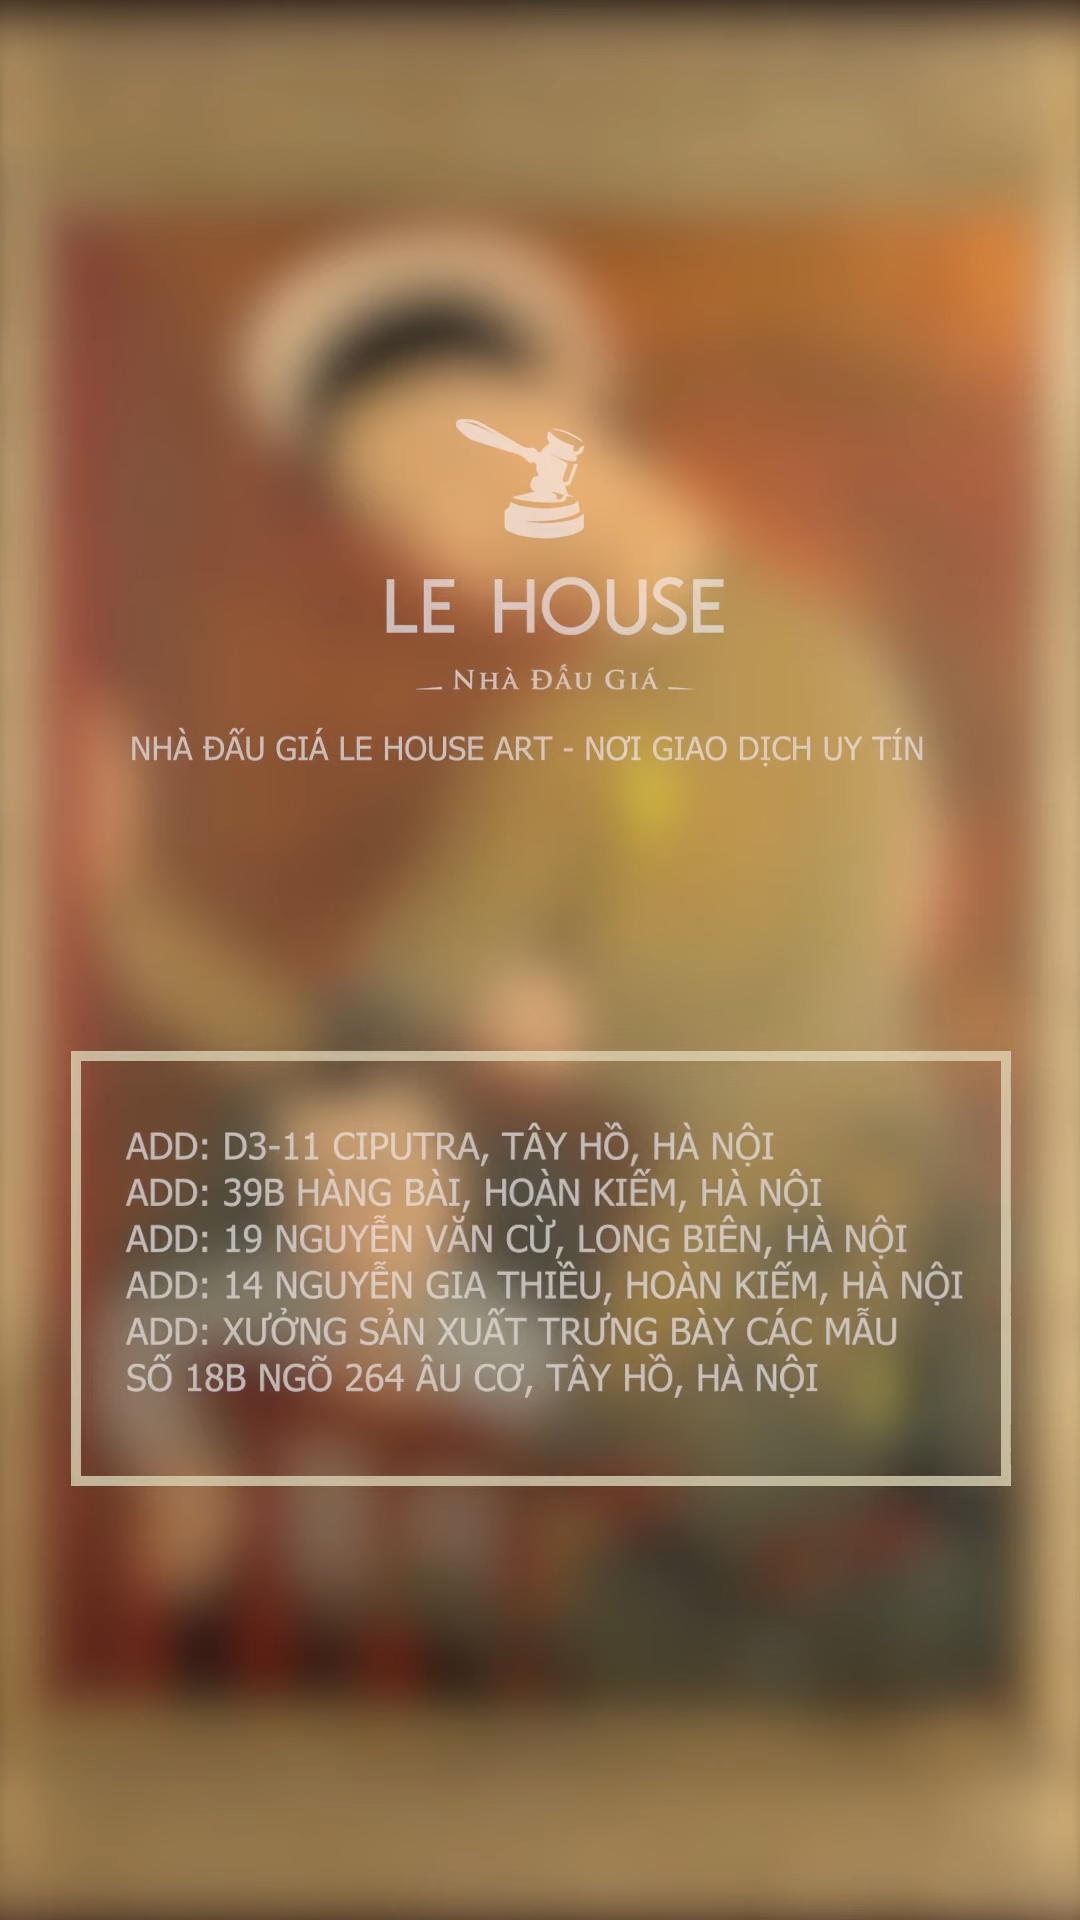 LE HOUSE
NHÀ ĐẤU GIÁ
NHÀ ĐẤU GIÁ LE HOUSE ART - NƠI GIAO DỊCH UY TÍN
ADD: D3-11 CIPUTRA, TÂY HỒ, HÀ NỘI
ADD: 39B HÀNG BÀI, HOÀN KIẾM, HÀ NỘI
ADD: 19 NGUYỄN VĂN CỪ, LONG BIÊN, HÀ NỘI
ADD: 14 NGUYỄN GIA THIỀU, HOÀN KIẾM, HÀ NỘI
ADD: XƯỞNG SẢN XUẤT TRƯNG BÀY CÁC MẪU
SỐ 18B NGÕ 264 ÂU CƠ, TÂY HỒ, HÀ NỘI